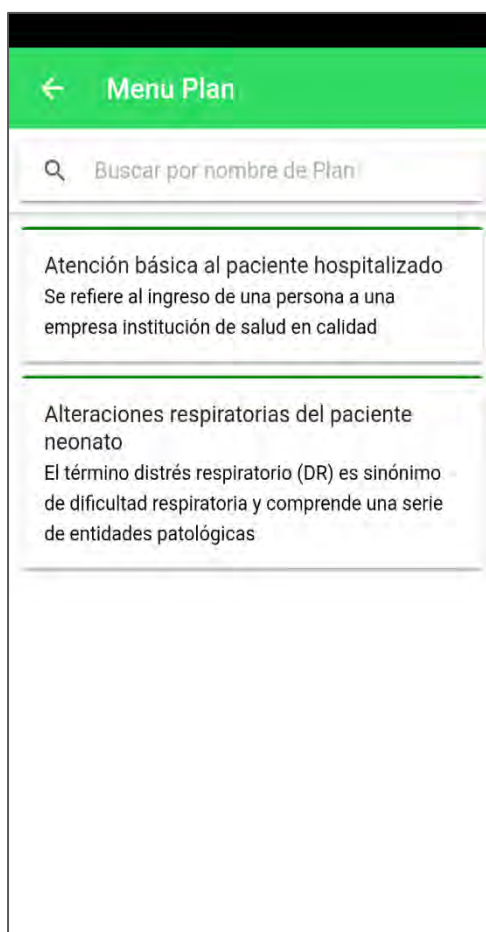 Menu Plan
Buscar por nombre de Plan
Atención básica al paciente hospitalizado
Se refiere al ingreso de una persona a una
empresa institución de salud en calidad
Alteraciones respiratorias del paciente
neonato
El término distrés respiratorio (DR) es sinónimo
de dificultad respiratoria y comprende una serie
de entidades patológicas